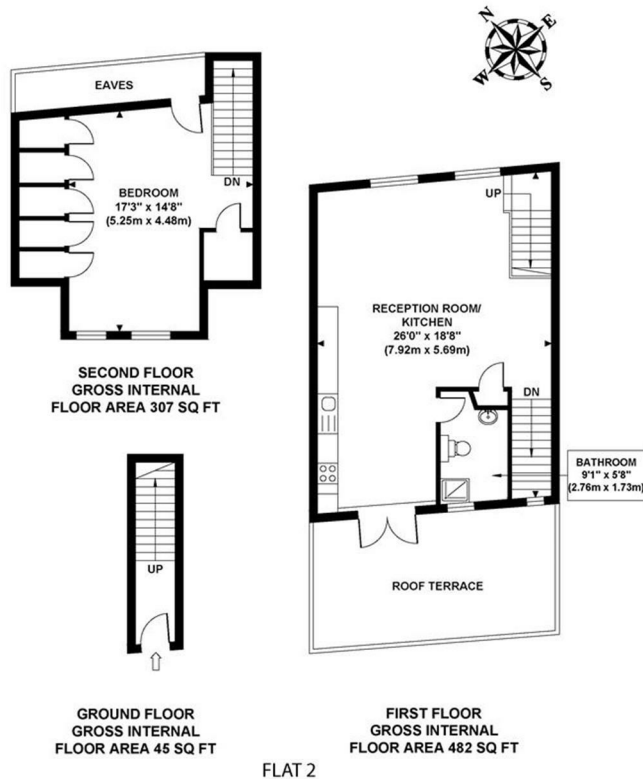 N
E
W
S
EAVES
DN
BEDROOM
17'3" x 14'8"
(5.25m x 4.48m)
SECOND FLOOR
GROSS INTERNAL
FLOOR AREA 307 SQ FT
UP
RECEPTION ROOM/
KITCHEN
26'0" x 18'8"
(7.92m x 5.69m)
DN
BATHROOM
9'1" x 5'8"
(2.76m x 1.73m)
ROOF TERRACE
UP
GROUND FLOOR
GROSS INTERNAL
FLOOR AREA 45 SQ FT
FIRST FLOOR
GROSS INTERNAL
FLOOR AREA 482 SQ FT
FLAT 2